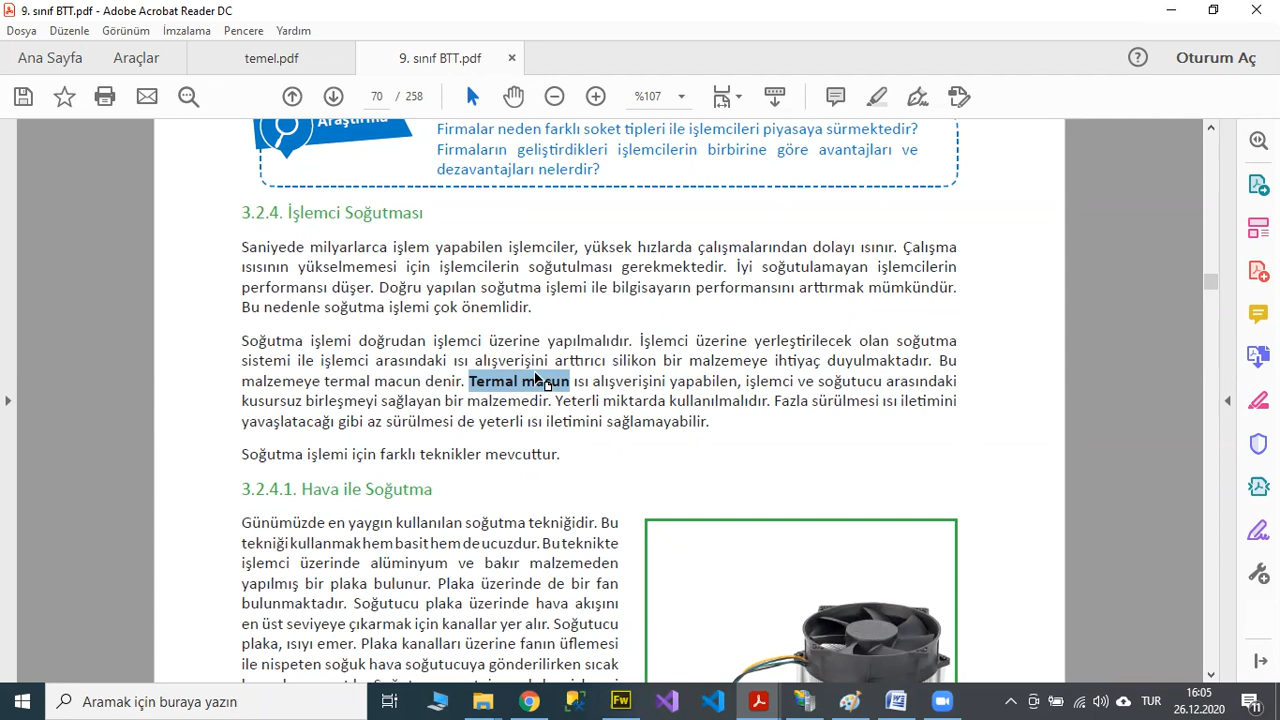 9. sınıf BTT.pdf - Adobe Acrobat Reader DC
Dosya Düzenle Görünüm İmzalama Pencere Yardım
Ana Sayfa Araçlar temel.pdf 9. sınıf BTT.pdf × ? Oturum Aç
70 / 258 %107
Araştırma
Firmalar neden farklı soket tipleri ile işlemcileri piyasaya sürmektedir?
Firmaların geliştirdikleri işlemcilerin birbirine göre avantajları ve
dezavantajları nelerdir?
3.2.4. İşlemci Soğutması
Saniyede milyarlarca işlem yapabilen işlemciler, yüksek hızlarda çalışmalarından dolayı ısınır. Çalışma
ısısının yükselmemesi için işlemcilerin soğutulması gerekmektedir. İyi soğutulamayan işlemcilerin
performansı düşer. Doğru yapılan soğutma işlemi ile bilgisayarın performansını arttırmak mümkündür.
Bu nedenle soğutma işlemi çok önemlidir.
Soğutma işlemi doğrudan işlemci üzerine yapılmalıdır. İşlemci üzerine yerleştirilecek olan soğutma
sistemi ile işlemci arasındaki ısı alışverişini arttırıcı silikon bir malzemeye ihtiyaç duyulmaktadır. Bu
malzemeye termal macun denir. Termal macun ısı alışverişini yapabilen, işlemci ve soğutucu arasındaki
kusursuz birleşmeyi sağlayan bir malzemedir. Yeterli miktarda kullanılmalıdır. Fazla sürülmesi ısı iletimini
yavaşlatacağı gibi az sürülmesi de yeterli ısı iletimini sağlamayabilir.
Soğutma işlemi için farklı teknikler mevcuttur.
3.2.4.1. Hava ile Soğutma
Günümüzde en yaygın kullanılan soğutma tekniğidir. Bu
tekniği kullanmak hem basit hem de ucuzdur. Bu teknikte
işlemci üzerinde alüminyum ve bakır malzemeden
yapılmış bir plaka bulunur. Plaka üzerinde de bir fan
bulunmaktadır. Soğutucu plaka üzerinde hava akışını
en üst seviyeye çıkarmak için kanallar yer alır. Soğutucu
plaka, ısıyı emer. Plaka kanalları üzerine fanın üflemesi
ile nispeten soğuk hava soğutucuya gönderilirken sıcak
Aramak için buraya yazın
Fw
W
TUR
16:05
26.12.2020
11